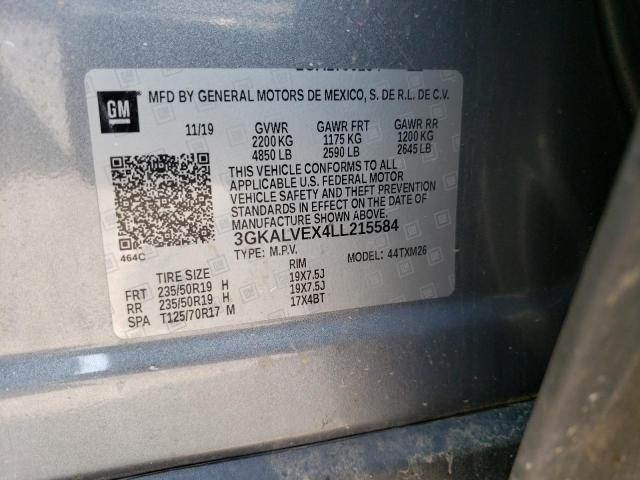 GM
MFD BY GENERAL MOTORS DE MEXICO, S. DE R.L. DE C.V.
11/19 GVWR GAWR FRT GAWR RR
2200 KG 1175 KG 1200 KG
4850 LB 2590 LB 2645 LB
THIS VEHICLE CONFORMS TO ALL
APPLICABLE U.S. FEDERAL MOTOR
VEHICLE SAFETY AND THEFT PREVENTION
STANDARDS IN EFFECT ON THE DATE OF
MANUFACTURE SHOWN ABOVE.
3GKALVEX4LL215584
464C TYPE: M.P.V. MODEL: 44TXM26
TIRE SIZE RIM
FRT 235/50R19 H 19X7.5J
RR 235/50R19 H 19X7.5J
SPA T125/70R17 M 17X4BT